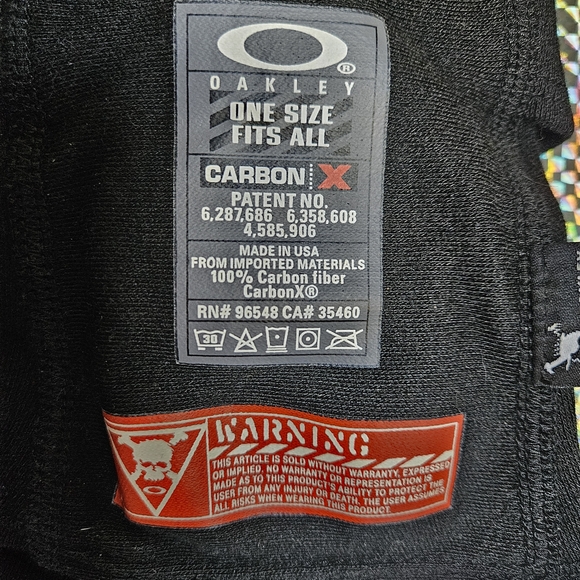 OAKLEY
ONE SIZE
FITS ALL
CARBON X
PATENT NO.
6,287,686 6,358,608
4,585,906
MADE IN USA
FROM IMPORTED MATERIALS
100% Carbon fiber
CarbonX®
RN# 96548 CA# 35460
30
WARNING
THIS ARTICLE IS SOLD WITHOUT WARRANTY, EXPRESSED
OR IMPLIED. NO WARRANTY OR REPRESENTATION IS
MADE AS TO THIS PRODUCT'S ABILITY TO PROTECT THE
USER FROM ANY INJURY OR DEATH. THE USER ASSUMES
ALL RISKS WHEN WEARING THIS PRODUCT.